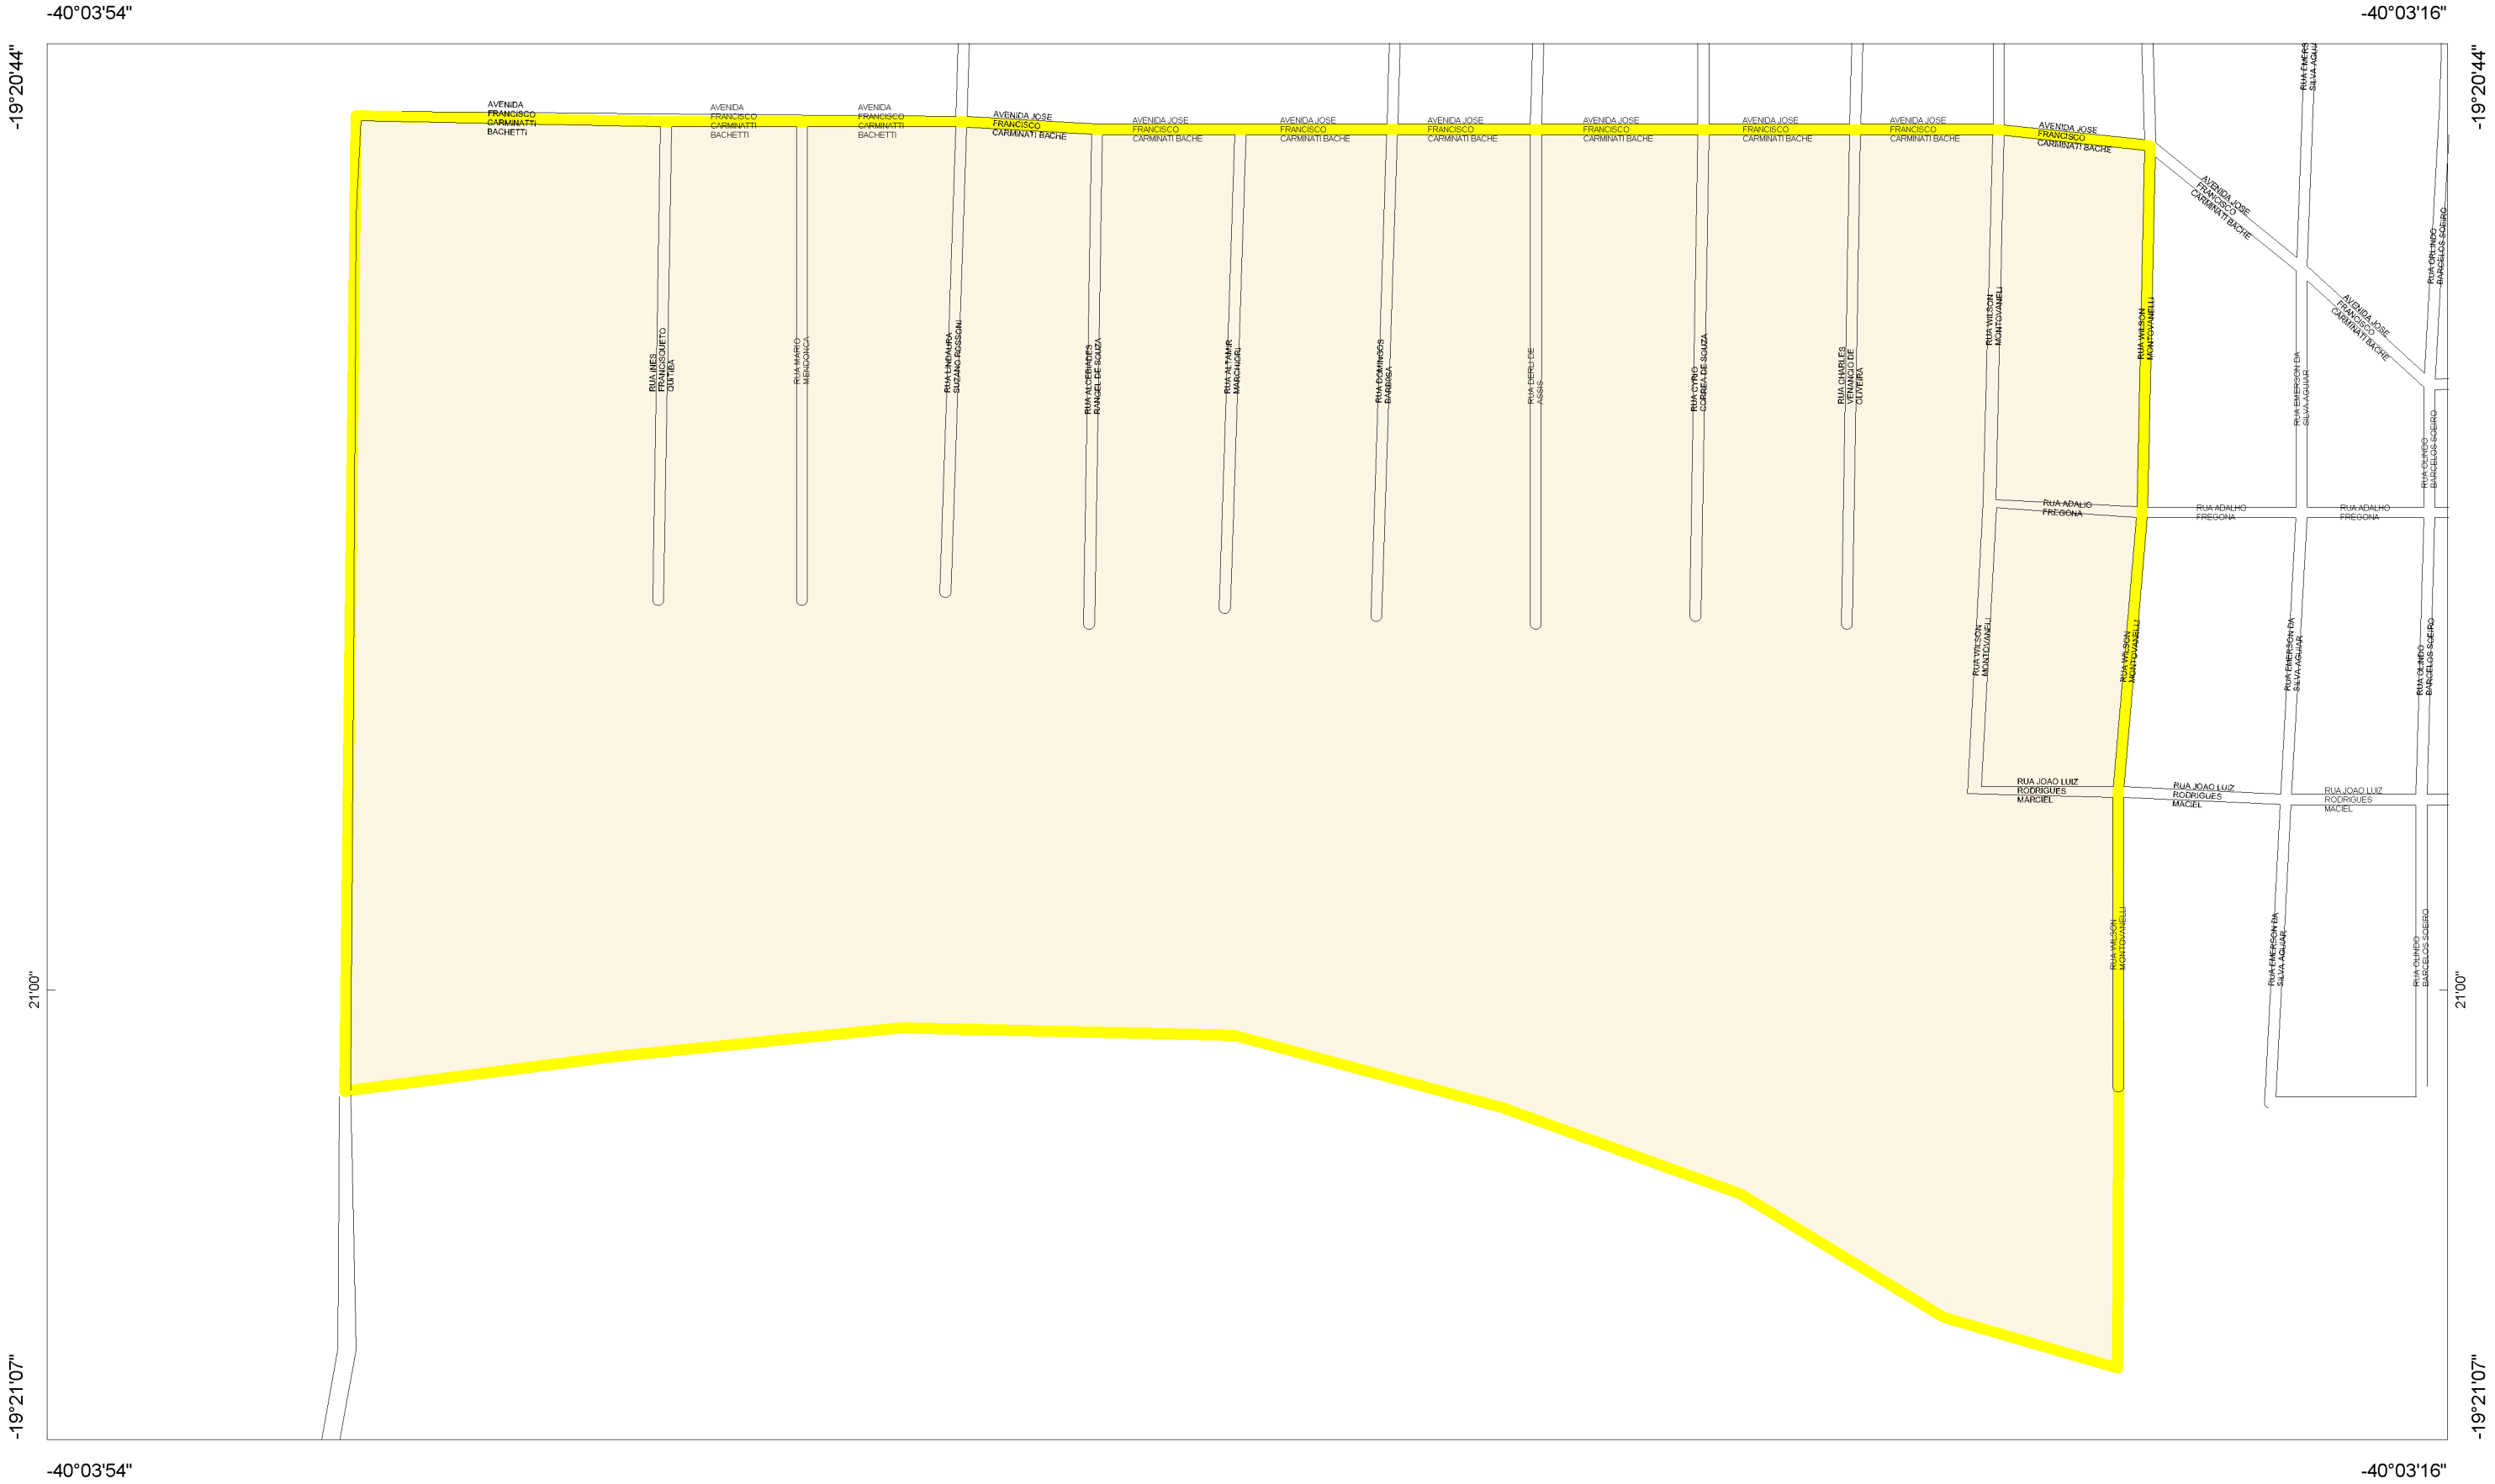 -40°03'54"
-40°03'16"
-19°20'44"
-19°20'44"
AVENIDA
FRANCISCO
CARMINATTI
BACHETTI
AVENIDA
FRANCISCO
CARMINATTI
BACHETTI
AVENIDA
FRANCISCO
CARMINATTI
BACHETTI
AVENIDA JOSE
FRANCISCO
CARMINATI BACHE
AVENIDA JOSE
FRANCISCO
CARMINATI BACHE
AVENIDA JOSE
FRANCISCO
CARMINATI BACHE
AVENIDA JOSE
FRANCISCO
CARMINATI BACHE
AVENIDA JOSE
FRANCISCO
CARMINATI BACHE
AVENIDA JOSE
FRANCISCO
CARMINATI BACHE
AVENIDA JOSE
FRANCISCO
CARMINATI BACHE
AVENIDA JOSE
FRANCISCO
CARMINATI BACHE
AVENIDA JOSE
FRANCISCO
CARMINATI BACHE
AVENIDA JOSE
FRANCISCO
CARMINATI BACHE
RUA EMERS
SILVA AGUIA
RUA ORLINDO
BARCELOS SOEIRO
RUA INES
FRANCISQUETO
QUITIBA
RUA MARIO
MENDONCA
RUA LINDAURA
SUZANO ROSSONI
RUA ALCEBIADES
RANGEL DE SOUZA
RUA ALTAMIR
MARCHIORI
RUA DOMINGOS
BARBOSA
RUA DERLI DE
ASSIS
RUA CYRIO
CORREA DE SOUZA
RUA CHARLES
VENANCIO DE
OLIVEIRA
RUA WILSON
MONTOVANELI
RUA WILSON
MONTOVANELLI
RUA EMERSON DA
SILVA AGUIAR
RUA OLINDO
BARCELOS SOEIRO
RUA ADALIO
FREGONA
RUA ADALHO
FREGONA
RUA ADALHO
FREGONA
RUA WILSON
MONTOVANELI
RUA WILSON
MONTOVANELLI
RUA EMERSON DA
SILVA AGUIAR
RUA OLINDO
BARCELOS SOEIRO
RUA JOAO LUIZ
RODRIGUES
MARCIEL
RUA JOAO LUIZ
RODRIGUES
MACIEL
RUA JOAO LUIZ
RODRIGUES
MACIEL
RUA WILSON
MONTOVANELLI
RUA EMERSON DA
SILVA AGUIAR
RUA OLINDO
BARCELOS SOEIRO
21'00"
21'00"
-19°21'07"
-19°21'07"
-40°03'54"
-40°03'16"